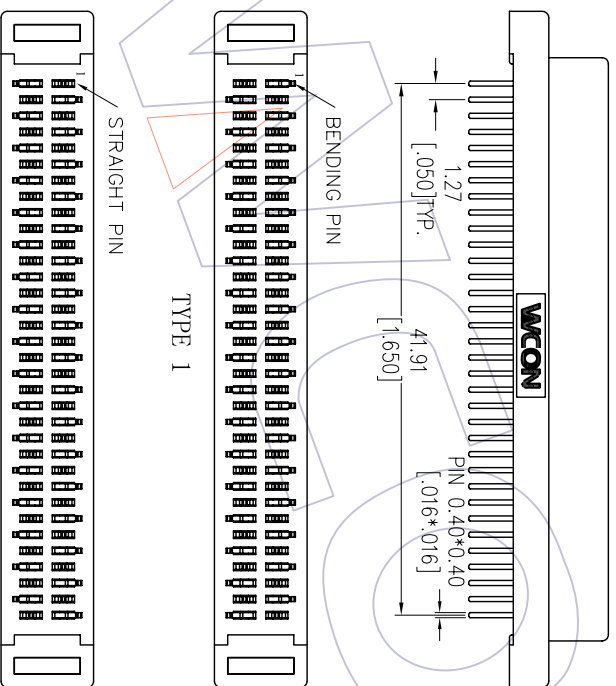 WCON
1.27
[.050]TYP.
41.91
[1.650]
PIN 0.40*0.40
[.016*.016]
1
BENDING PIN
TYPE 1
1
STRAIGHT PIN